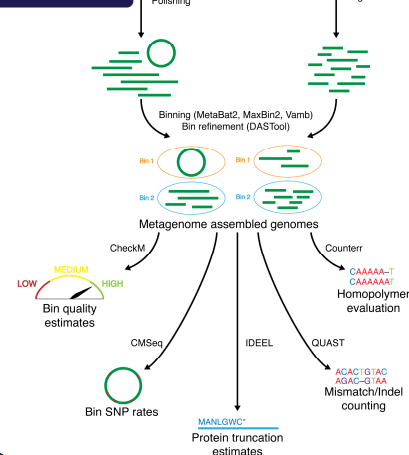 Polishing
Binning (MetaBat2, MaxBin2, Vamb)
Bin refinement (DASTool)
Bin 1
Bin 1
Bin 2
Bin 2
Metagenome assembled genomes
CheckM
Counterr
LOW
MEDIUM
HIGH
CAAAAA–T
CAAAAAAT
Bin quality
estimates
Homopolymer
evaluation
CMSeq
IDEEL
QUAST
ACACTGTAC
AGAC–GTAA
Bin SNP rates
Mismatch/Indel
counting
MANLGWC*
Protein truncation
estimates